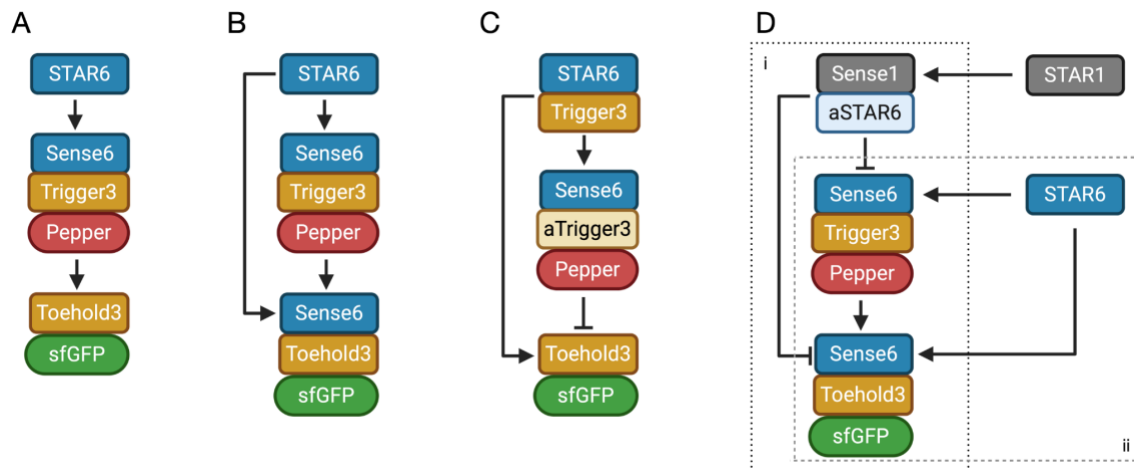 A
STAR6
Sense6
Trigger3
Pepper
Toehold3
sfGFP
B
STAR6
Sense6
Trigger3
Pepper
Sense6
Toehold3
sfGFP
C
STAR6
Trigger3
Sense6
aTrigger3
Pepper
Toehold3
sfGFP
D
i
Sense1
STAR1
aSTAR6
Sense6
STAR6
Trigger3
Pepper
Sense6
Toehold3
sfGFP
ii